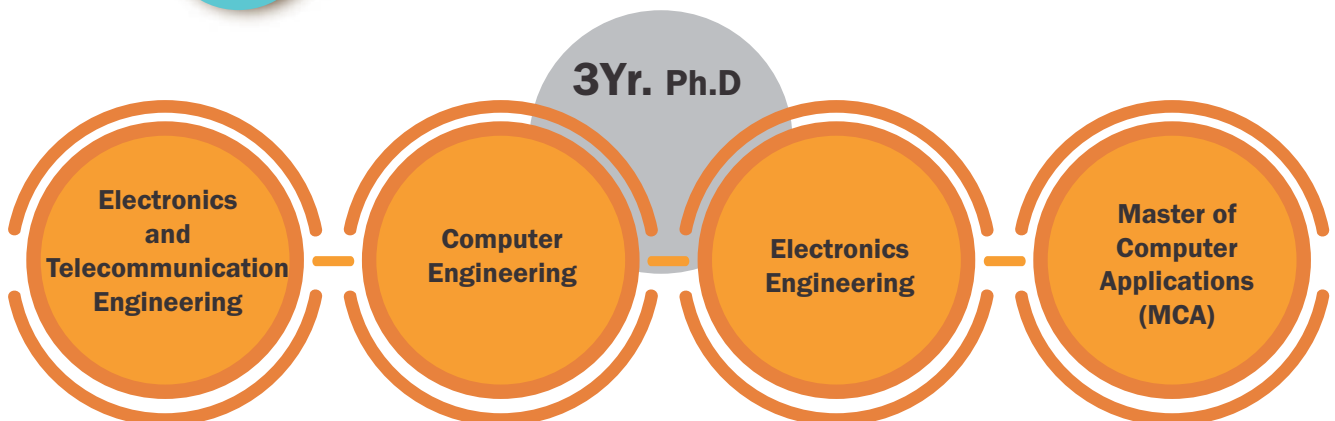 3Yr. Ph.D
Electronics
and
Telecommunication
Engineering
Computer
Engineering
Electronics
Engineering
Master of
Computer
Applications
(MCA)